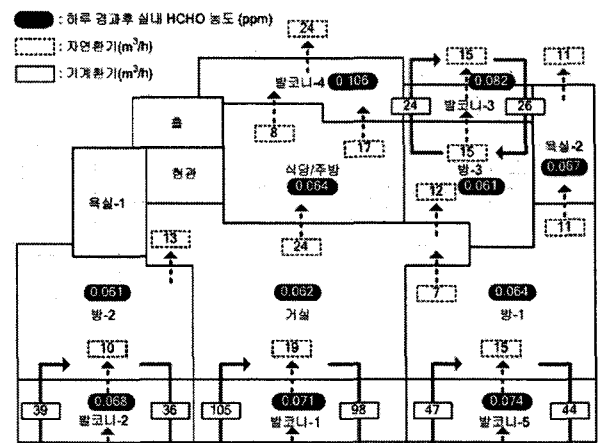 : 하루 경과후 실내 HCHO 농도 (ppm)
: 자연환기(m³/h)
: 기계환기(m³/h)
24
15
11
발코니-4 0.106
0.082
24 발코니-3 26
홀
8
17
욕실-2
식당/주방
15
0.067
현관
0.064
방-3
0.061
욕실-1
12
13
24
11
7
0.061
0.062
0.064
방-2
거실
방-1
10
19
15
0.068
0.071
0.074
39 36 105 98 47 44
발코니-2
발코니-1
발코니-5